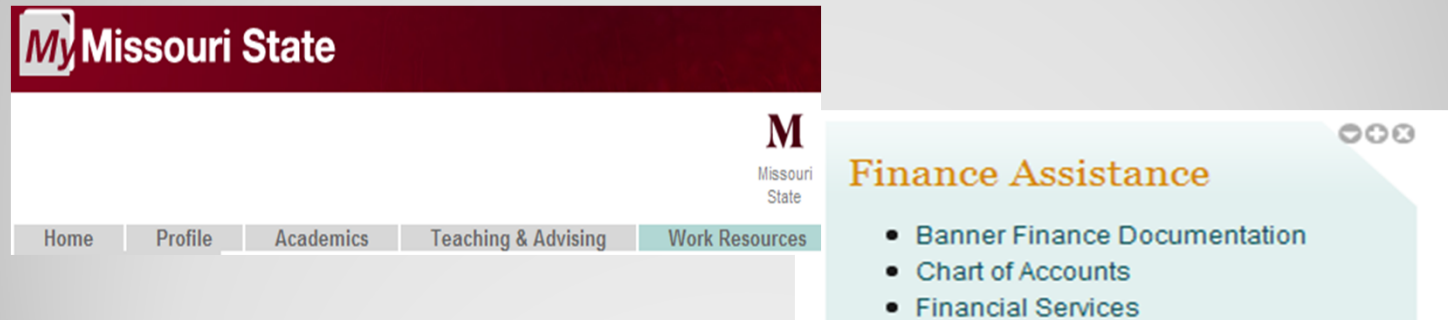 My Missouri State
M
Missouri
State
Home Profile Academics Teaching & Advising Work Resources
Finance Assistance
• Banner Finance Documentation
• Chart of Accounts
• Financial Services